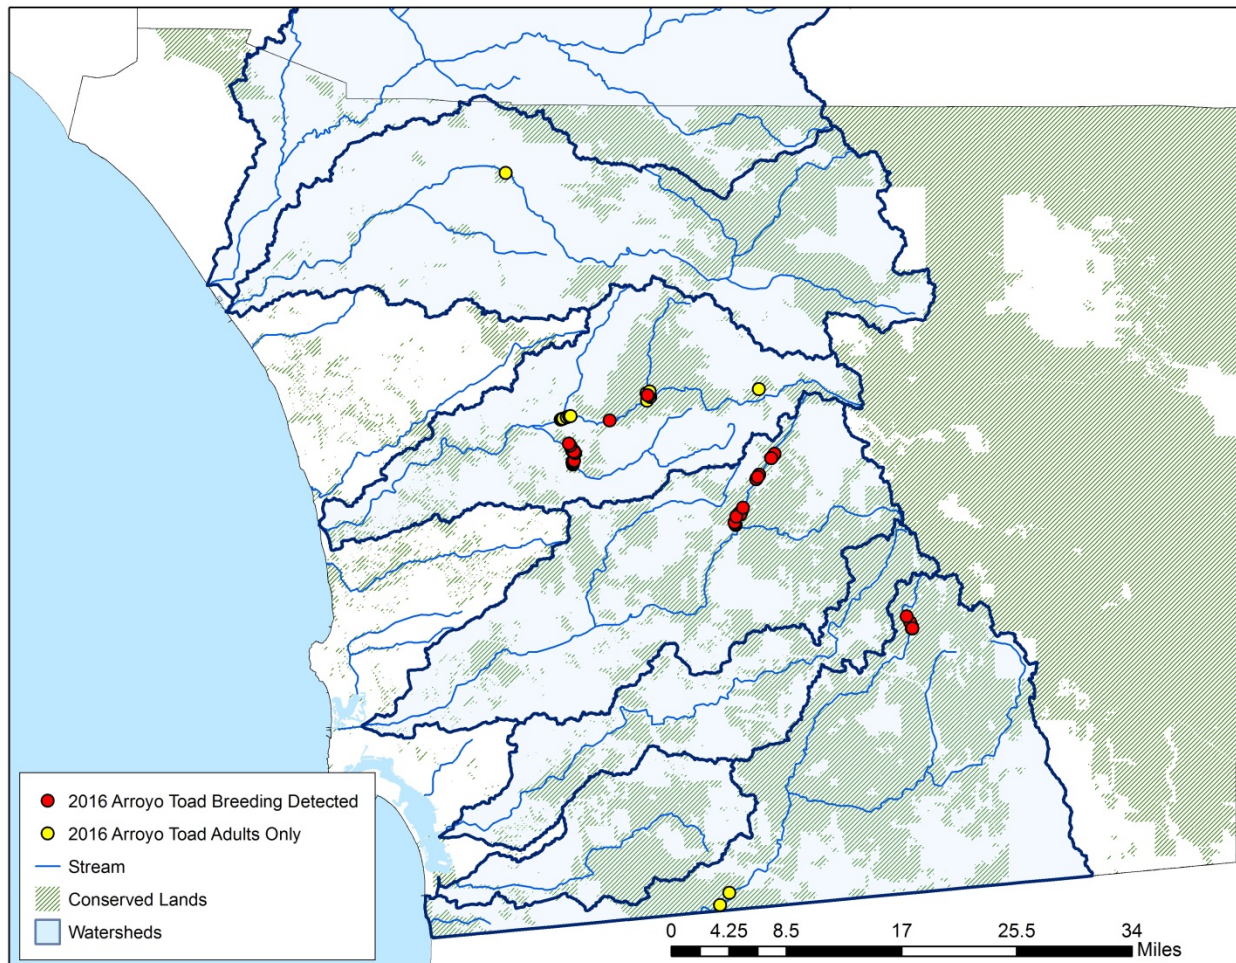 2016 Arroyo Toad Breeding Detected
2016 Arroyo Toad Adults Only
Stream
Conserved Lands
Watersheds
0 4.25 8.5 17 25.5 34
Miles